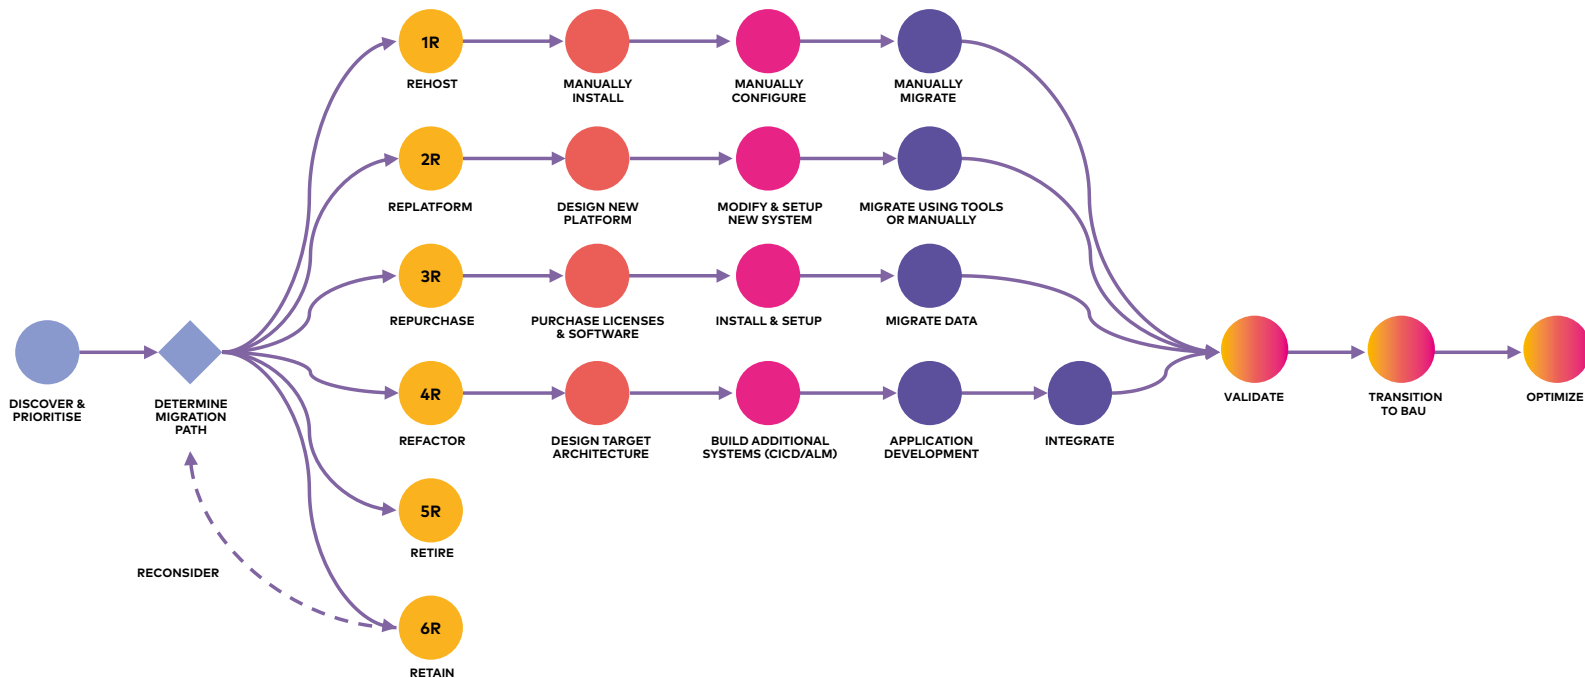 1R
REHOST
MANUALLY
INSTALL
MANUALLY
CONFIGURE
MANUALLY
MIGRATE
2R
REPLATFORM
DESIGN NEW
PLATFORM
MODIFY & SETUP
NEW SYSTEM
MIGRATE USING TOOLS
OR MANUALLY
3R
REPURCHASE
PURCHASE LICENSES
& SOFTWARE
INSTALL & SETUP
MIGRATE DATA
DISCOVER &
PRIORITISE
DETERMINE
MIGRATION
PATH
4R
REFACTOR
DESIGN TARGET
ARCHITECTURE
BUILD ADDITIONAL
SYSTEMS (CICD/ALM)
APPLICATION
DEVELOPMENT
INTEGRATE
VALIDATE
TRANSITION
TO BAU
OPTIMIZE
5R
RETIRE
RECONSIDER
6R
RETAIN